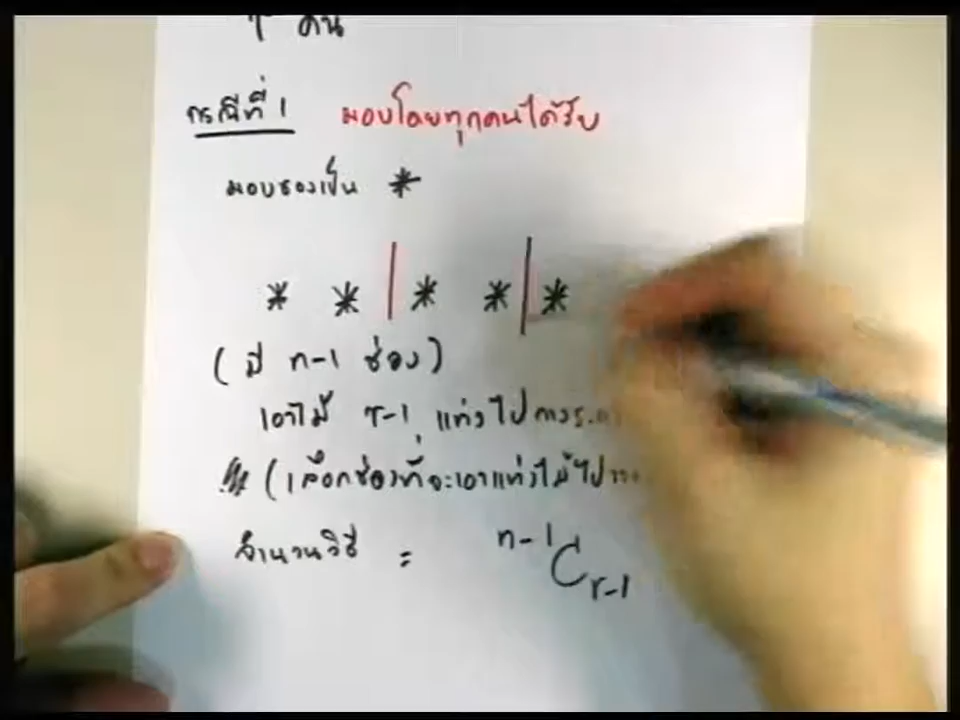 r คน
กรณีที่ 1 มอบโดยทุกคนได้รับ
มองของเป็น *
* * | * * | *
( มี n-1 ช่อง )
เอาไม้ r-1 แท่งไป
( เลือกช่องที่จะเอาแท่งไม้ไป
จำนวนวิธี = n-1Cr-1